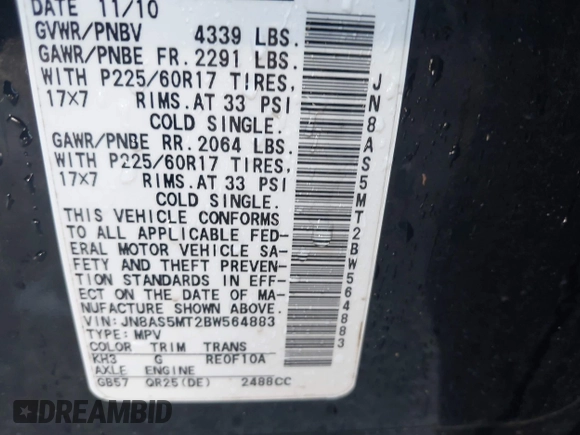 DATE 11/10
GVWR/PNBV 4339 LBS.
GAWR/PNBE FR. 2291 LBS.
WITH P225/60R17 TIRES,
17×7 RIMS. AT 33 PSI
COLD SINGLE.
GAWR/PNBE RR. 2064 LBS.
WITH P225/60R17 TIRES,
17×7 RIMS. AT 33 PSI
COLD SINGLE.
THIS VEHICLE CONFORMS
TO ALL APPLICABLE FED-
ERAL MOTOR VEHICLE SA-
FETY AND THEFT PREVEN-
TION STANDARDS IN EFF-
ECT ON THE DATE OF MA-
NUFACTURE SHOWN ABOVE.
VIN: JN8AS5MT2BW564883
TYPE: MPV
COLOR TRIM TRANS
KH3 G RE0F10A
AXLE ENGINE
GB57 QR25(DE) 2488CC
JN8AS5MT2BW564883
DREAMBID